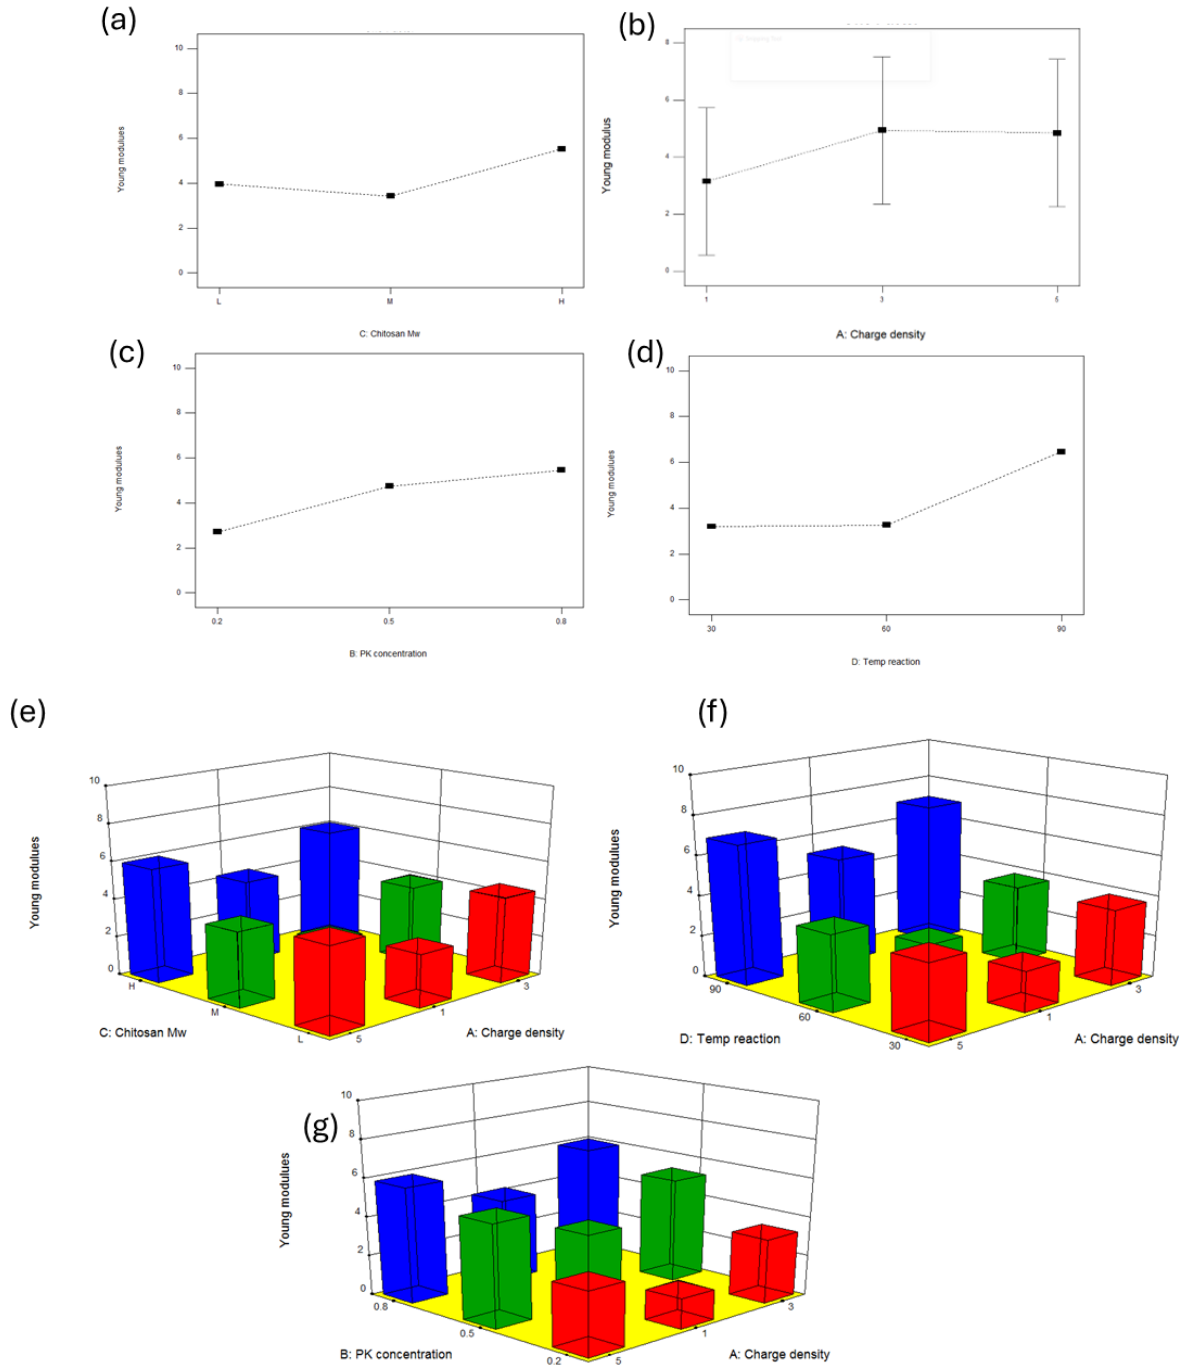 (a)
10
8
6
4
2
0
Young modulues
L
M
H
C: Chitosan Mw
(b)
8
6
4
2
0
Young modulus
1
3
5
A: Charge density
(c)
10
8
6
4
2
0
Young modulues
0.2
0.5
0.8
B: PK concentration
(d)
10
8
6
4
2
0
Young modulues
30
60
90
D: Temp reaction
(e)
10
8
6
4
2
0
Young modulues
H
M
L
C: Chitosan Mw
5
1
3
A: Charge density
(f)
10
8
6
4
2
0
Young modulues
90
60
30
D: Temp reaction
5
1
3
A: Charge density
(g)
10
8
6
4
2
0
Young modulues
0.8
0.5
0.2
B: PK concentration
5
1
3
A: Charge density